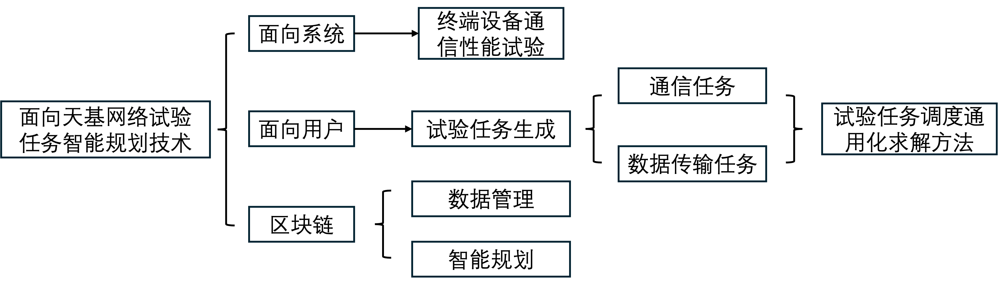 面向天基网络试验
任务智能规划技术
面向系统
终端设备通
信性能试验
面向用户
试验任务生成
通信任务
数据传输任务
试验任务调度通
用化求解方法
区块链
数据管理
智能规划